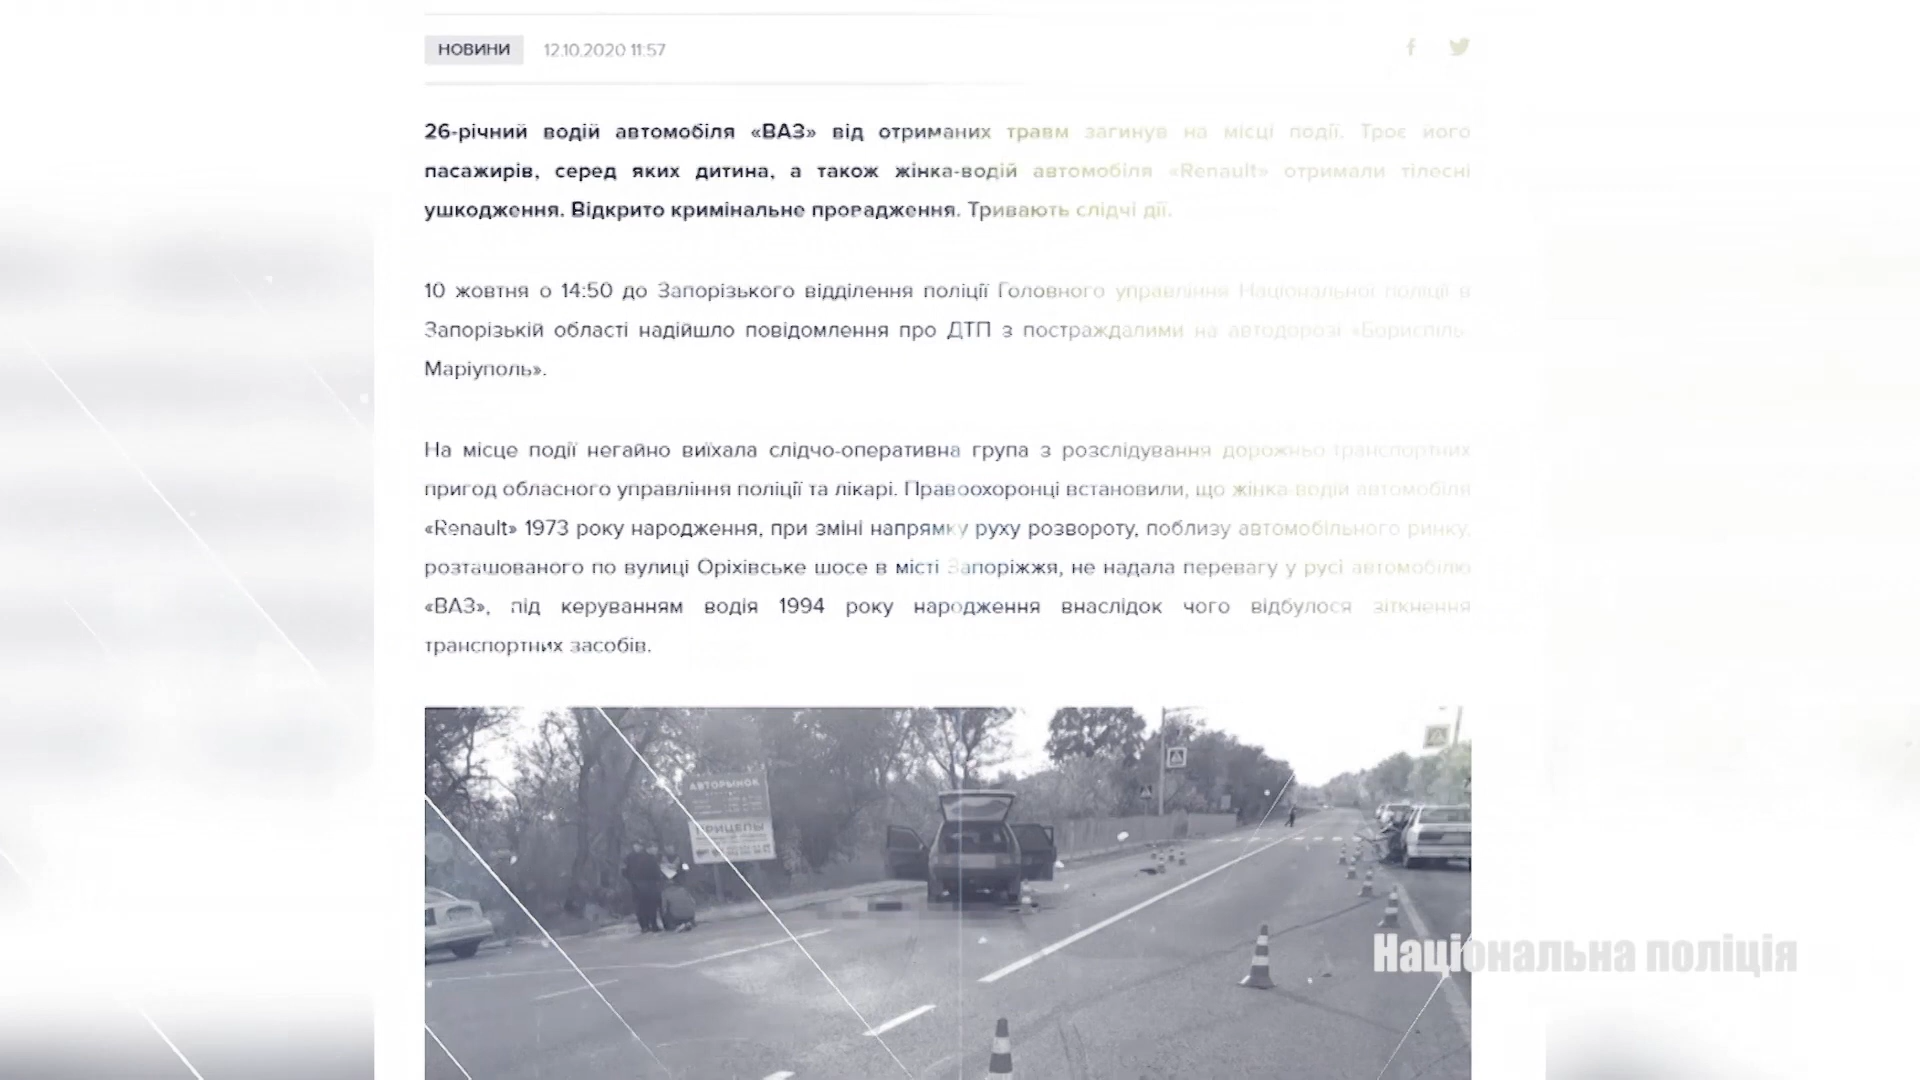 НОВИНИ 12.10.2020 11:57
26-річний водій автомобіля «ВАЗ» від отриманих травм загинув на місці події. Троє його
пасажирів, серед яких дитина, а також жінка-водій автомобіля «Renault» отримали тілесні
ушкодження. Відкрито кримінальне провадження. Тривають слідчі дії.
10 жовтня о 14:50 до Запорізького відділення поліції Головного управління Національної поліції в
Запорізькій області надійшло повідомлення про ДТП з постраждалими на автодорозі «Бориспіль-
Маріуполь».
На місце події негайно виїхала слідчо-оперативна група з розслідування дорожньо-транспортних
пригод обласного управління поліції та лікарі. Правоохоронці встановили, що жінка-водій автомобіля
«Renault» 1973 року народження, при зміні напрямку руху розвороту, поблизу автомобільного ринку,
розташованого по вулиці Оріхівське шосе в місті Запоріжжя, не надала перевагу у русі автомобілю
«ВАЗ», під керуванням водія 1994 року народження внаслідок чого відбулося зіткнення
транспортних засобів.
АВТОРЫНОК
ПРИЦЕПЫ
Національна поліція